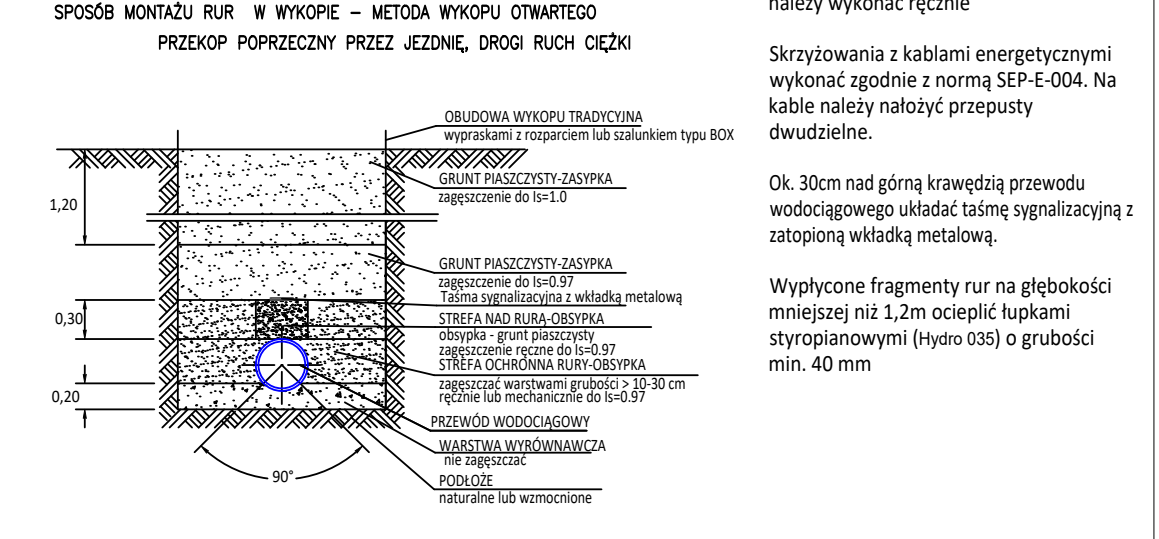 SPOSÓB MONTAŻU RUR W WYKOPIE – METODA WYKOPU OTWARTEGO
PRZEKOP POPRZECZNY PRZEZ JEZDNIĘ, DROGI RUCH CIĘŻKI
OBUDOWA WYKOPU TRADYCYJNA
wypraskami z rozparciem lub szalunkiem typu BOX
GRUNT PIASZCZYSTY-ZASYPKA
zagęszczenie do Is=1.0
1,20
GRUNT PIASZCZYSTY-ZASYPKA
zagęszczenie do Is=0.97
Taśma sygnalizacyjna z wkładką metalową
0,30
STREFA NAD RURĄ-OBSYPKA
obsypka - grunt piaszczysty
zagęszczenie ręczne do Is=0.97
STREFA OCHRONNA RURY-OBSYPKA
zagęszczać warstwami grubości > 10-30 cm
ręcznie lub mechanicznie do Is=0.97
0,20
PRZEWÓD WODOCIĄGOWY
WARSTWA WYRÓWNAWCZA
nie zagęszczać
90°
PODŁOŻE
naturalne lub wzmocnione
należy wykonać ręcznie
Skrzyżowania z kablami energetycznymi
wykonać zgodnie z normą SEP-E-004. Na
kable należy nałożyć przepusty
dwudzielne.
Ok. 30cm nad górną krawędzią przewodu
wodociągowego układać taśmę sygnalizacyjną z
zatopioną wkładką metalową.
Wypłycone fragmenty rur na głębokości
mniejszej niż 1,2m ocieplić łupkami
styropianowymi (Hydro 035) o grubości
min. 40 mm